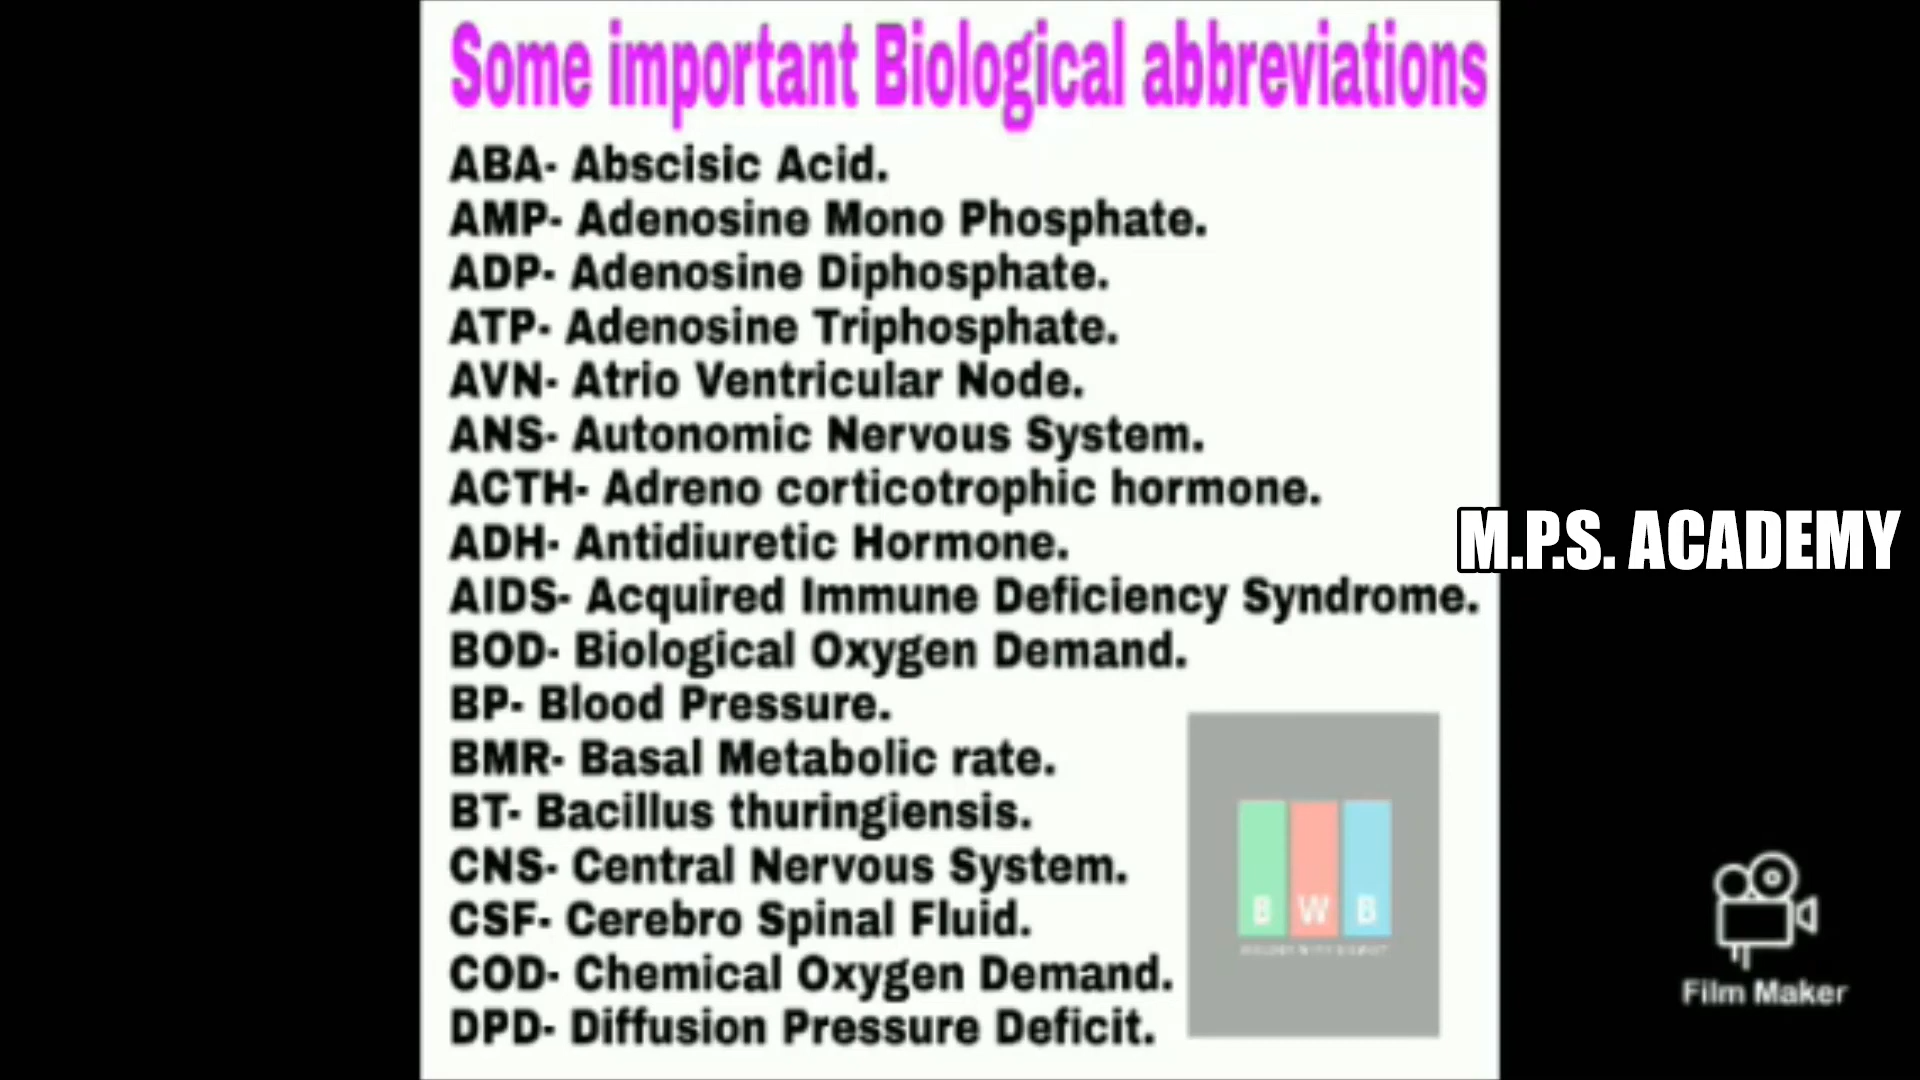 Some important Biological abbreviations
ABA- Abscisic Acid.
AMP- Adenosine Mono Phosphate.
ADP- Adenosine Diphosphate.
ATP- Adenosine Triphosphate.
AVN- Atrio Ventricular Node.
ANS- Autonomic Nervous System.
ACTH- Adreno corticotrophic hormone.
ADH- Antidiuretic Hormone.
AIDS- Acquired Immune Deficiency Syndrome.
BOD- Biological Oxygen Demand.
BP- Blood Pressure.
BMR- Basal Metabolic rate.
BT- Bacillus thuringiensis.
CNS- Central Nervous System.
CSF- Cerebro Spinal Fluid.
COD- Chemical Oxygen Demand.
DPD- Diffusion Pressure Deficit.
B W B
M.P.S. ACADEMY
Film Maker